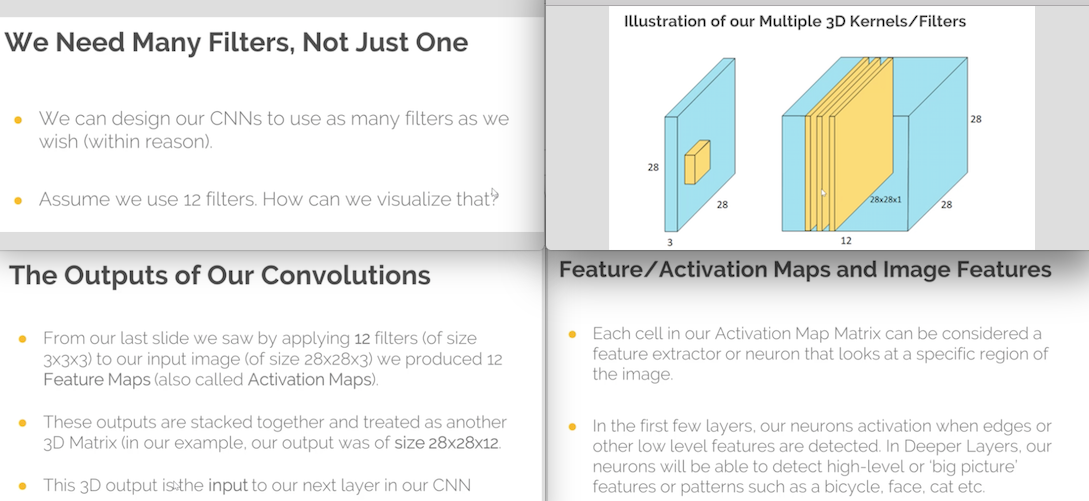 We Need Many Filters, Not Just One
We can design our CNNs to use as many filters as we
wish (within reason).
Assume we use 12 filters. How can we visualize that?
Illustration of our Multiple 3D Kernels/Filters
28
28
3
28
28x28x1
28
12
The Outputs of Our Convolutions
From our last slide we saw by applying 12 filters (of size
3x3x3) to our input image (of size 28x28x3) we produced 12
Feature Maps (also called Activation Maps).
These outputs are stacked together and treated as another
3D Matrix (in our example, our output was of size 28x28x12.
This 3D output is the input to our next layer in our CNN
Feature/Activation Maps and Image Features
Each cell in our Activation Map Matrix can be considered a
feature extractor or neuron that looks at a specific region of
the image.
In the first few layers, our neurons activation when edges or
other low level features are detected. In Deeper Layers, our
neurons will be able to detect high-level or 'big picture'
features or patterns such as a bicycle, face, cat etc.